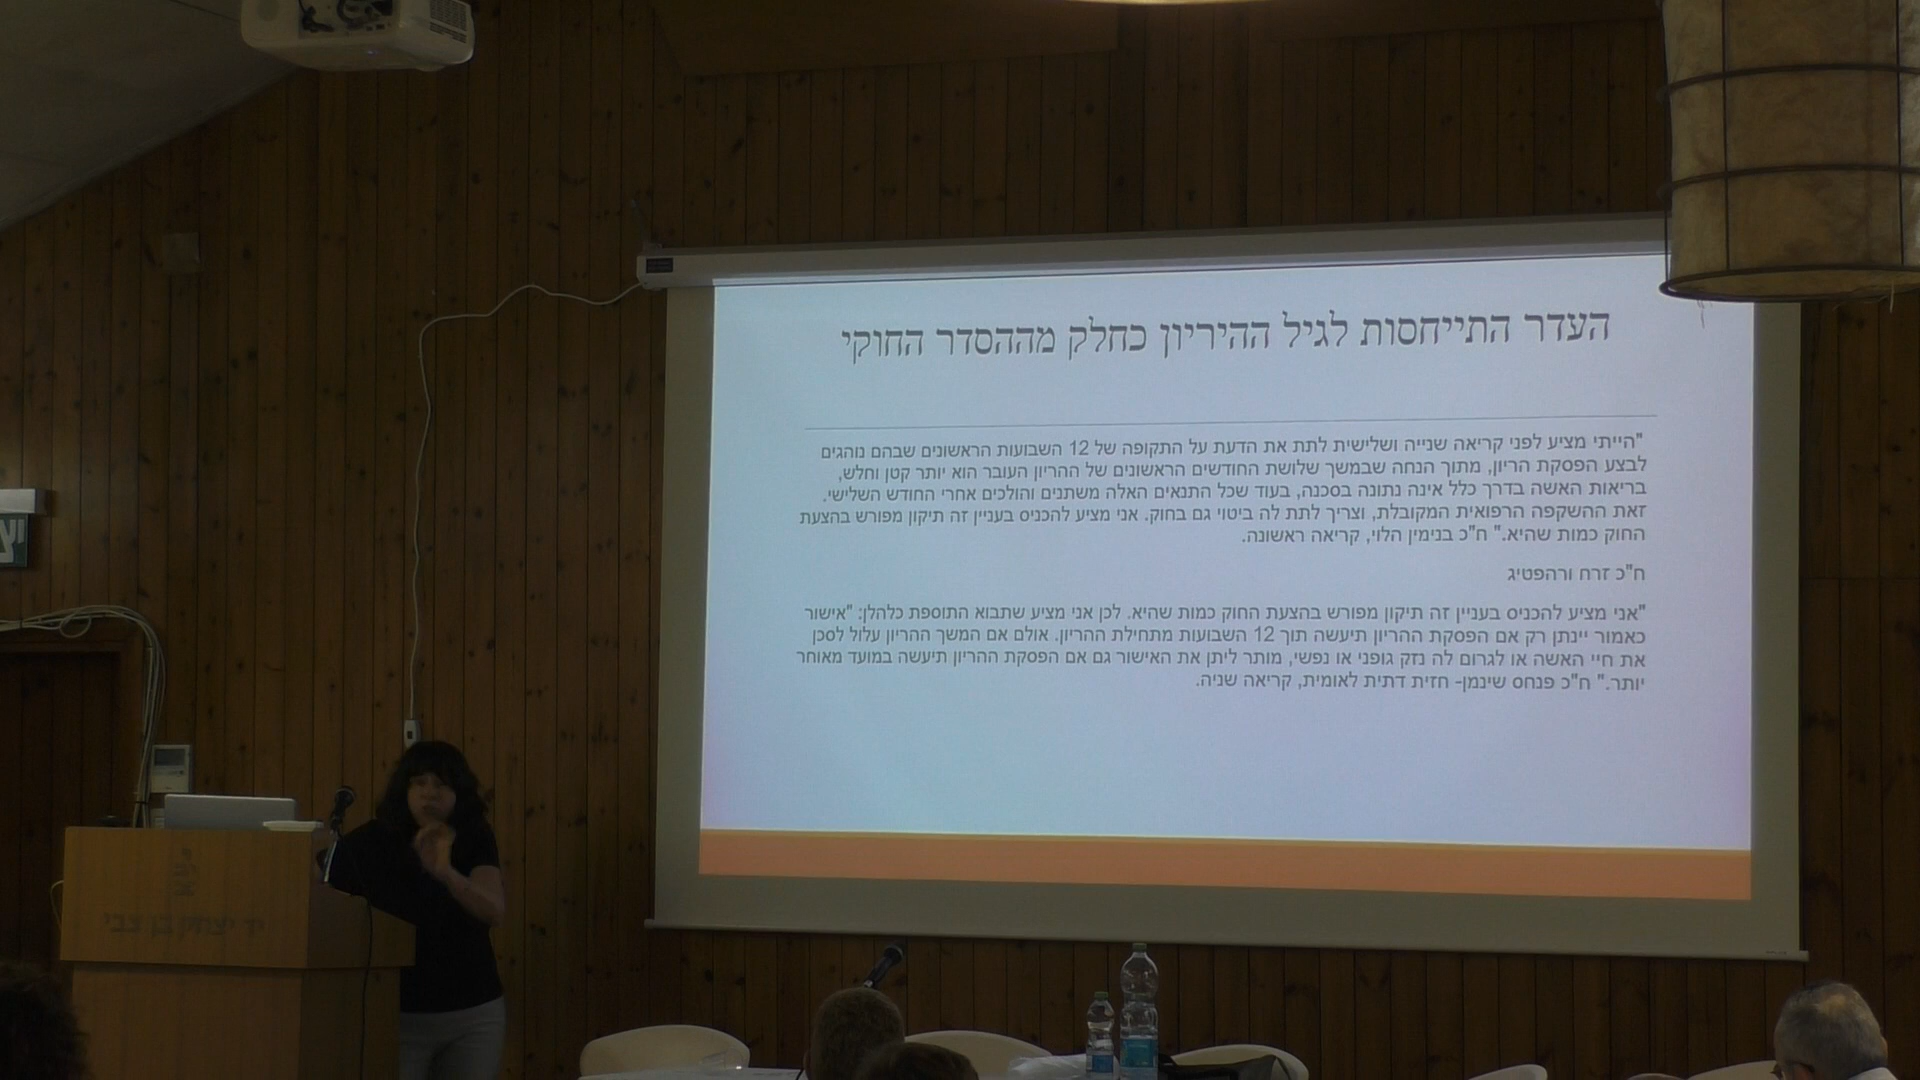 העדר התייחסות לגיל ההיריון כחלק מההסדר החוקי
"הייתי מציע לפני קריאה שנייה ושלישית לתת את הדעת על התקופה של 12 השבועות הראשונים שבהם נוהגים
לבצע הפסקת הריון, מתוך הנחה שבמשך שלושת החודשים הראשונים של ההריון העובר הוא יותר קטן וחלש,
בריאות האשה בדרך כלל אינה נתונה בסכנה, בעוד שכל התנאים האלה משתנים והולכים אחרי החודש השלישי.
זאת ההשקפה הרפואית המקובלת, וצריך לתת לה ביטוי גם בחוק. אני מציע להכניס בעניין זה תיקון מפורש בהצעת
החוק כמות שהיא." ח"כ בנימין הלוי, קריאה ראשונה.
ח"כ זרח ורהפטיג
"אני מציע להכניס בעניין זה תיקון מפורש בהצעת החוק כמות שהיא. לכן אני מציע שתבוא התוספת כלהלן: "אישור
כאמור יינתן רק אם הפסקת ההריון תיעשה תוך 12 השבועות מתחילת ההריון. אולם אם המשך ההריון עלול לסכן
את חיי האשה או לגרום לה נזק גופני או נפשי, מותר ליתן את האישור גם אם הפסקת ההריון תיעשה במועד מאוחר
יותר." ח"כ פנחס שינמן- חזית דתית לאומית, קריאה שניה.
יד יצחק בן צבי